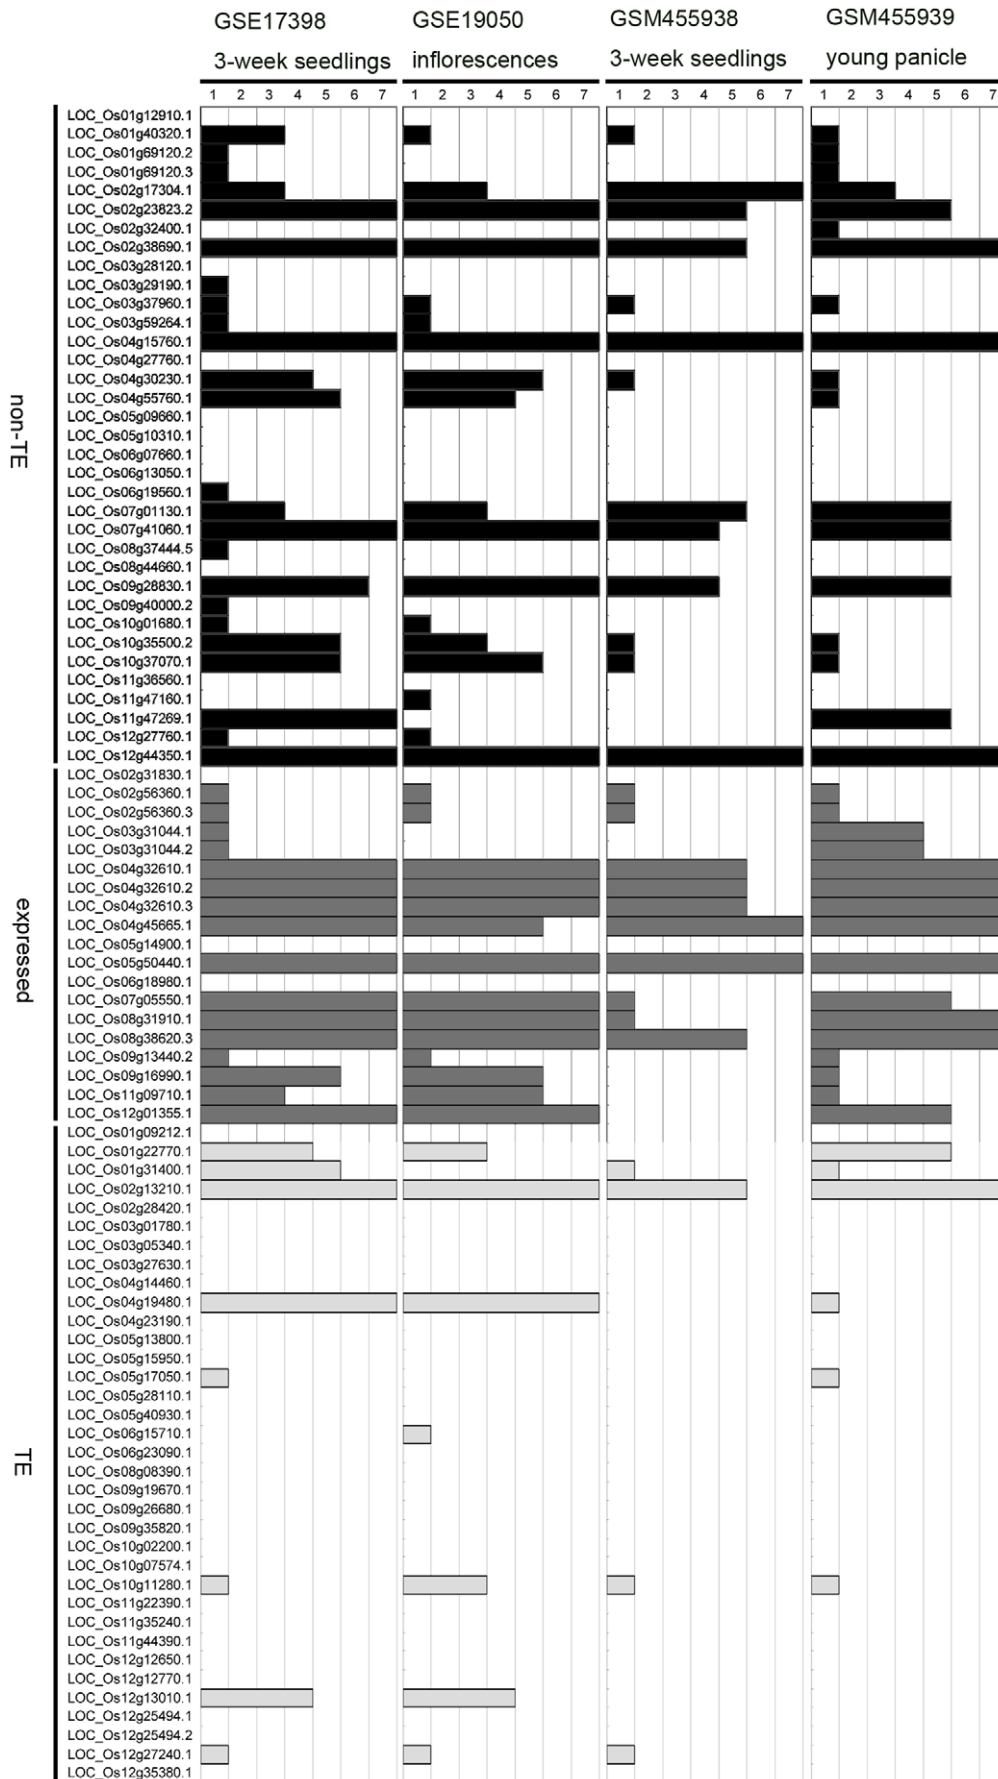 GSE17398 GSE19050 GSM455938 GSM455939
3-week seedlings inflorescences 3-week seedlings young panicle
1 2 3 4 5 6 7 1 2 3 4 5 6 7 1 2 3 4 5 6 7 1 2 3 4 5 6 7
non-TE
LOC_Os01g12910.1
LOC_Os01g40320.1
LOC_Os01g69120.2
LOC_Os01g69120.3
LOC_Os02g17304.1
LOC_Os02g23823.2
LOC_Os02g32400.1
LOC_Os02g38690.1
LOC_Os03g28120.1
LOC_Os03g29190.1
LOC_Os03g37960.1
LOC_Os03g59264.1
LOC_Os04g15760.1
LOC_Os04g27760.1
LOC_Os04g30230.1
LOC_Os04g55760.1
LOC_Os05g09660.1
LOC_Os05g10310.1
LOC_Os06g07660.1
LOC_Os06g13050.1
LOC_Os06g19560.1
LOC_Os07g01130.1
LOC_Os07g41060.1
LOC_Os08g37444.5
LOC_Os08g44660.1
LOC_Os09g28830.1
LOC_Os09g40000.2
LOC_Os10g01680.1
LOC_Os10g35500.2
LOC_Os10g37070.1
LOC_Os11g36560.1
LOC_Os11g47160.1
LOC_Os11g47269.1
LOC_Os12g27760.1
LOC_Os12g44350.1
expressed
LOC_Os02g31830.1
LOC_Os02g56360.1
LOC_Os02g56360.3
LOC_Os03g31044.1
LOC_Os03g31044.2
LOC_Os04g32610.1
LOC_Os04g32610.2
LOC_Os04g32610.3
LOC_Os04g45665.1
LOC_Os05g14900.1
LOC_Os05g50440.1
LOC_Os06g18980.1
LOC_Os07g05550.1
LOC_Os08g31910.1
LOC_Os08g38620.3
LOC_Os09g13440.2
LOC_Os09g16990.1
LOC_Os11g09710.1
LOC_Os12g01355.1
TE
LOC_Os01g09212.1
LOC_Os01g22770.1
LOC_Os01g31400.1
LOC_Os02g13210.1
LOC_Os02g28420.1
LOC_Os03g01780.1
LOC_Os03g05340.1
LOC_Os03g27630.1
LOC_Os04g14460.1
LOC_Os04g19480.1
LOC_Os04g23190.1
LOC_Os05g13800.1
LOC_Os05g15950.1
LOC_Os05g17050.1
LOC_Os05g28110.1
LOC_Os05g40930.1
LOC_Os06g15710.1
LOC_Os06g23090.1
LOC_Os08g08390.1
LOC_Os09g19670.1
LOC_Os09g26680.1
LOC_Os09g35820.1
LOC_Os10g02200.1
LOC_Os10g07574.1
LOC_Os10g11280.1
LOC_Os11g22390.1
LOC_Os11g35240.1
LOC_Os11g44390.1
LOC_Os12g12650.1
LOC_Os12g12770.1
LOC_Os12g13010.1
LOC_Os12g25494.1
LOC_Os12g25494.2
LOC_Os12g27240.1
LOC_Os12g35380.1